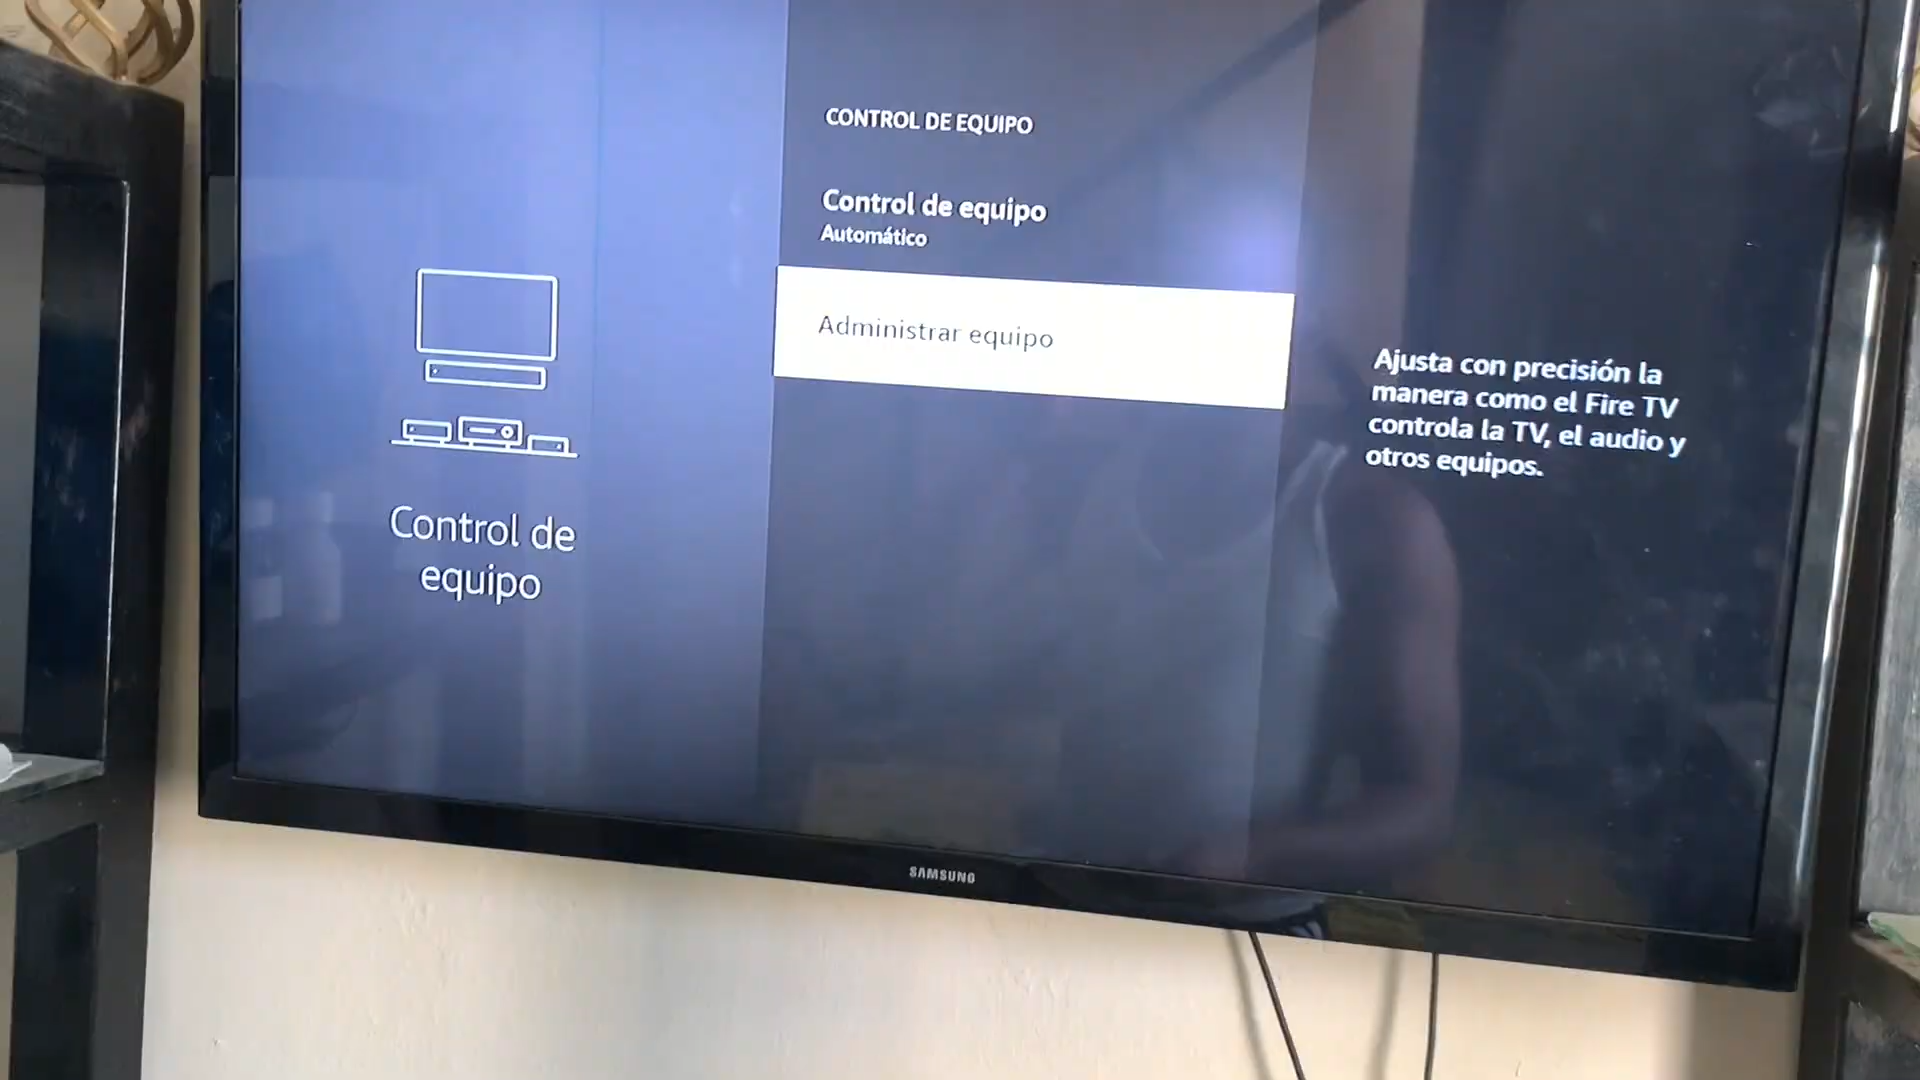 CONTROL DE EQUIPO
Control de equipo
Automático
Administrar equipo
Ajusta con precisión la
manera como el Fire TV
controla la TV, el audio y
otros equipos.
Control de
equipo
SAMSUNG